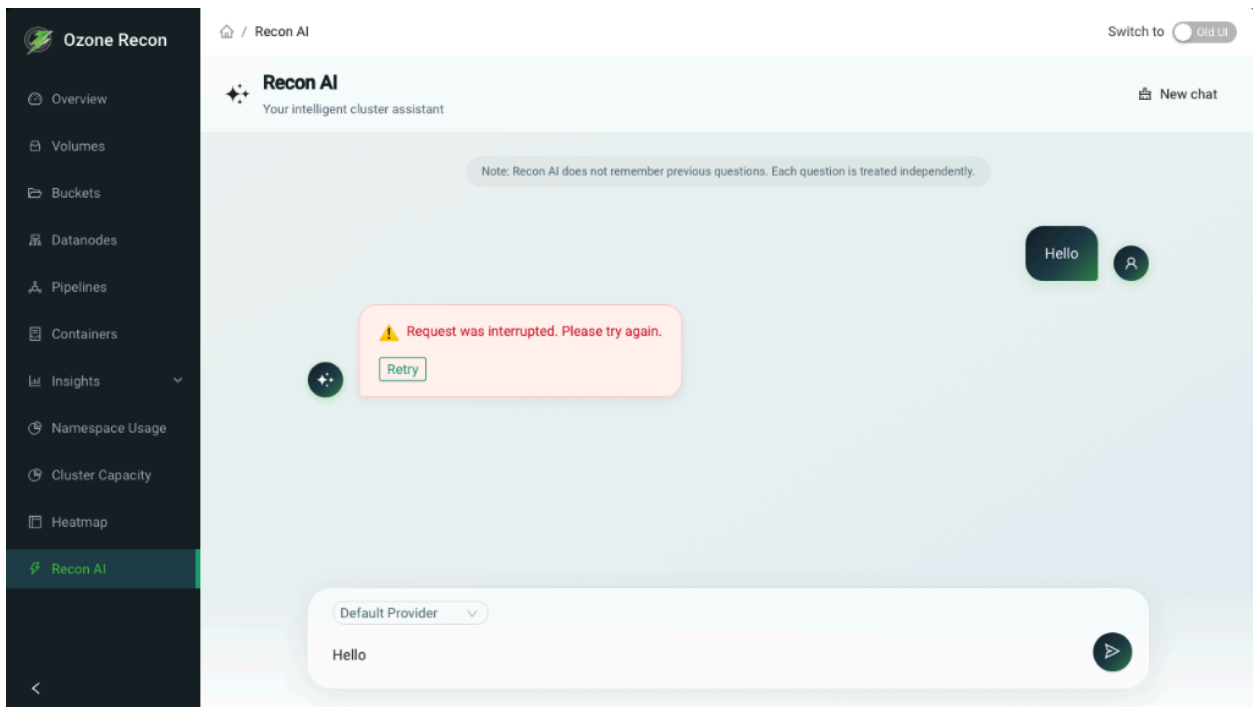 Ozone Recon
Overview
Volumes
Buckets
Datanodes
Pipelines
Containers
Insights
Namespace Usage
Cluster Capacity
Heatmap
Recon AI
/ Recon AI
Switch to Old UI
Recon AI
Your intelligent cluster assistant
New chat
Note: Recon AI does not remember previous questions. Each question is treated independently.
Hello
Request was interrupted. Please try again.
Retry
Default Provider
Hello